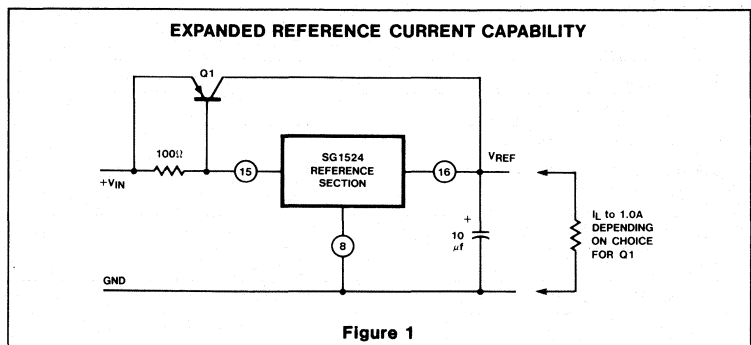 EXPANDED REFERENCE CURRENT CAPABILITY
Q1
100Ω
+VIN
15
SG1524
REFERENCE
SECTION
16
VREF
8
+
10
μf
IL to 1.0A
DEPENDING
ON CHOICE
FOR Q1
GND
Figure 1